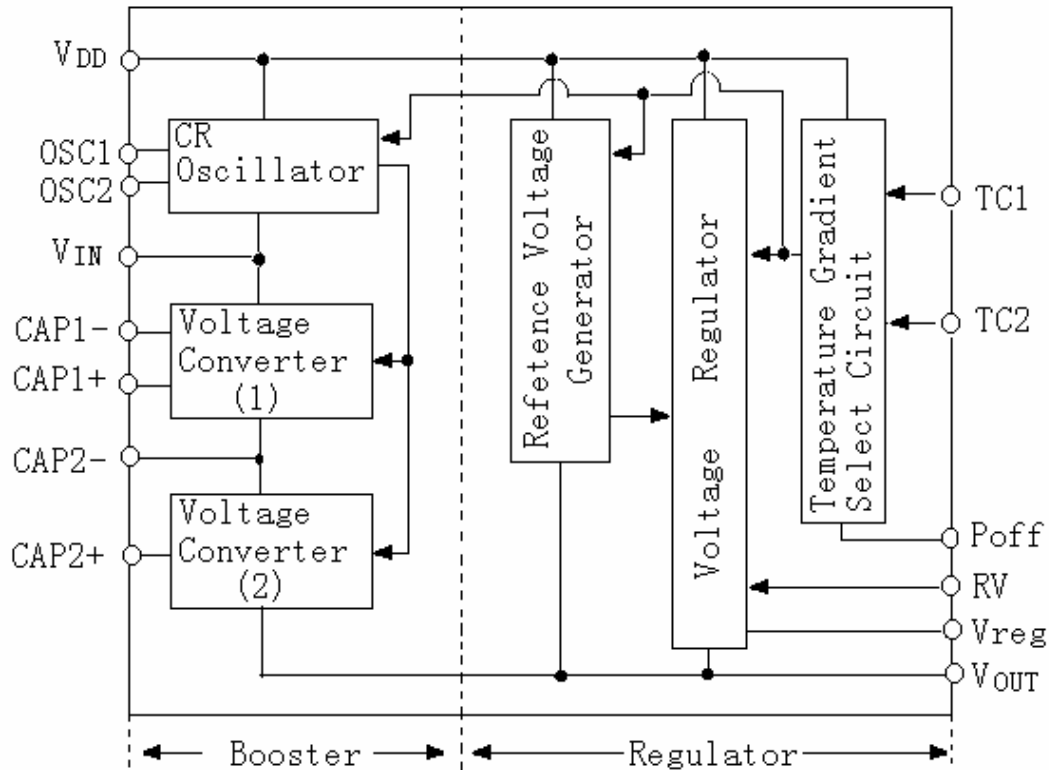 VDD
OSC1
OSC2
VIN
CAP1-
CAP1+
CAP2-
CAP2+
CR
Oscillator
Voltage
Converter
(1)
Voltage
Converter
(2)
Refetence Voltage
Generator
Voltage Regulator
Temperature Gradient
Select Circuit
TC1
TC2
Poff
RV
Vreg
VOUT
Booster
Regulator